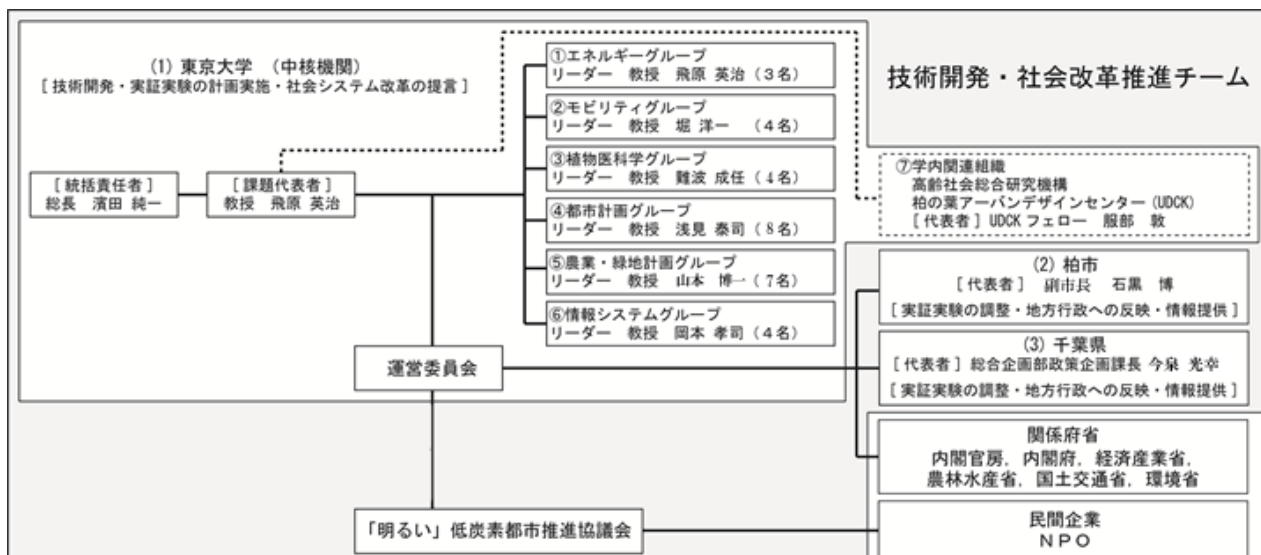 (1) 東京大学 (中核機関)
[ 技術開発・実証実験の計画実施・社会システム改革の提言 ]
[ 統括責任者 ]
総長 濱田 純一
[ 課題代表者 ]
教授 飛原 英治
①エネルギーグループ
リーダー 教授 飛原 英治 (3名)
②モビリティグループ
リーダー 教授 堀 洋一 (4名)
③植物医科学グループ
リーダー 教授 難波 成任 (4名)
④都市計画グループ
リーダー 教授 浅見 泰司 (8名)
⑤農業・緑地計画グループ
リーダー 教授 山本 博一 (7名)
⑥情報システムグループ
リーダー 教授 岡本 孝司 (4名)
運営委員会
「明るい」低炭素都市推進協議会
技術開発・社会改革推進チーム
⑦学内関連組織
高齢社会総合研究機構
柏の葉アーバンデザインセンター (UDCK)
[ 代表者 ] UDCK フェロー 服部 敦
(2) 柏市
[ 代表者 ] 副市長 石黒 博
[ 実証実験の調整・地方行政への反映・情報提供 ]
(3) 千葉県
[ 代表者 ] 総合企画部政策企画課長 今泉 光幸
[ 実証実験の調整・地方行政への反映・情報提供 ]
関係府省
内閣官房, 内閣府, 経済産業省,
農林水産省, 国土交通省, 環境省
民間企業
NPO